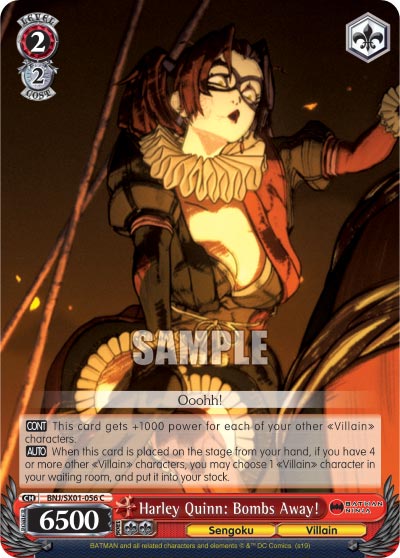 LEVEL
2
2
COST
SAMPLE
Ooohh!
CONT This card gets +1000 power for each of your other «Villain»
characters.
AUTO When this card is placed on the stage from your hand, if you have 4
or more other «Villain» characters, you may choose 1 «Villain» character in
your waiting room, and put it into your stock.
CH BNJ/SX01-056 C
POWER
6500
SOUL
Harley Quinn: Bombs Away!
BATMAN
NINJA
Sengoku
Villain
BATMAN and all related characters and elements © & ™ DC Comics. (s19)